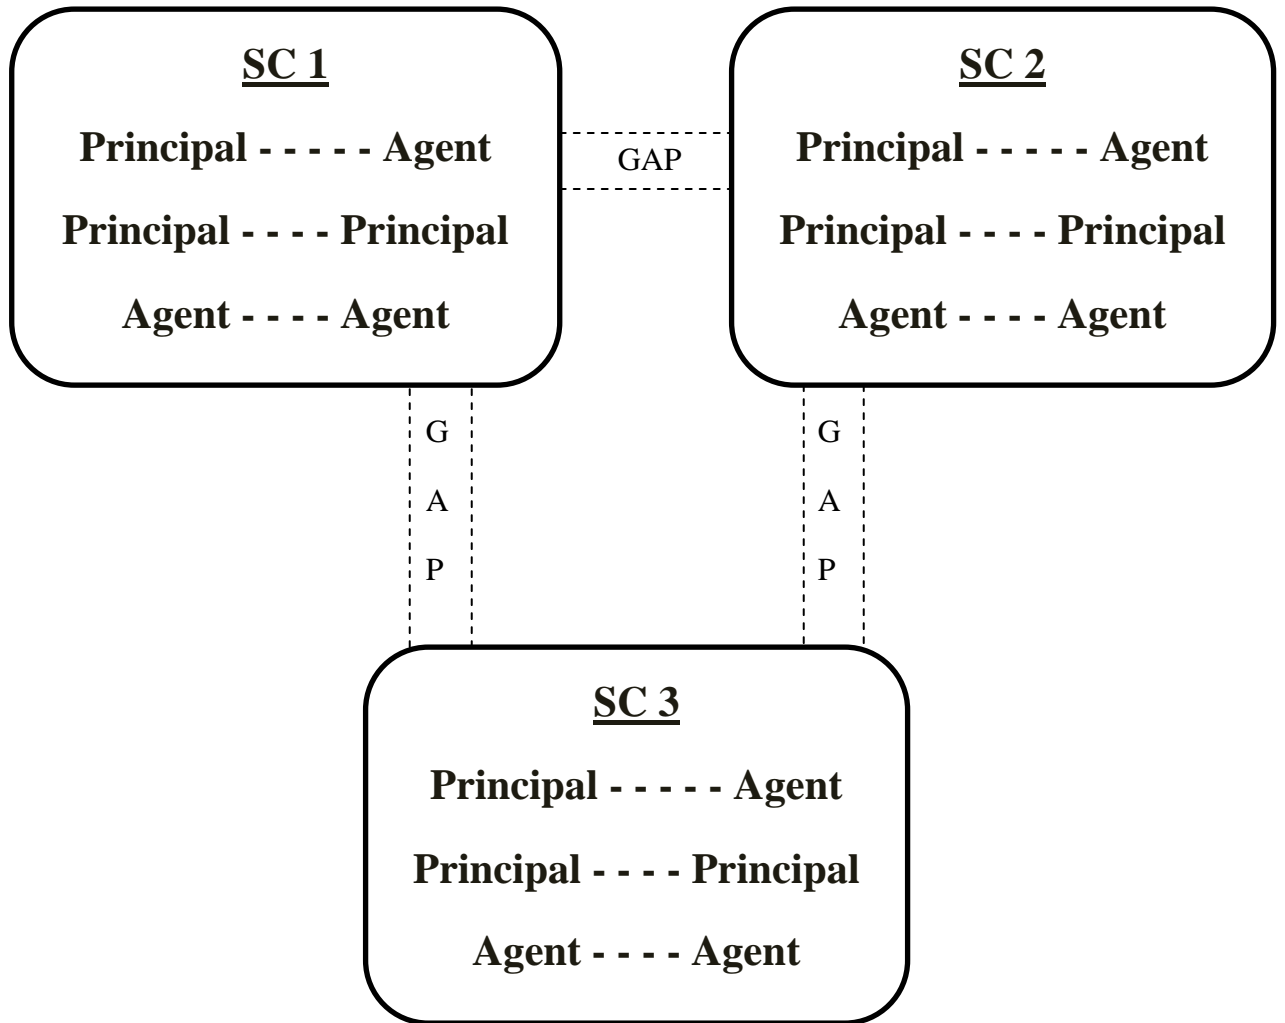 SC 1
Principal - - - - - Agent
Principal - - - - Principal
Agent - - - - Agent
GAP
SC 2
Principal - - - - - Agent
Principal - - - - Principal
Agent - - - - Agent
G
A
P
G
A
P
SC 3
Principal - - - - - Agent
Principal - - - - Principal
Agent - - - - Agent